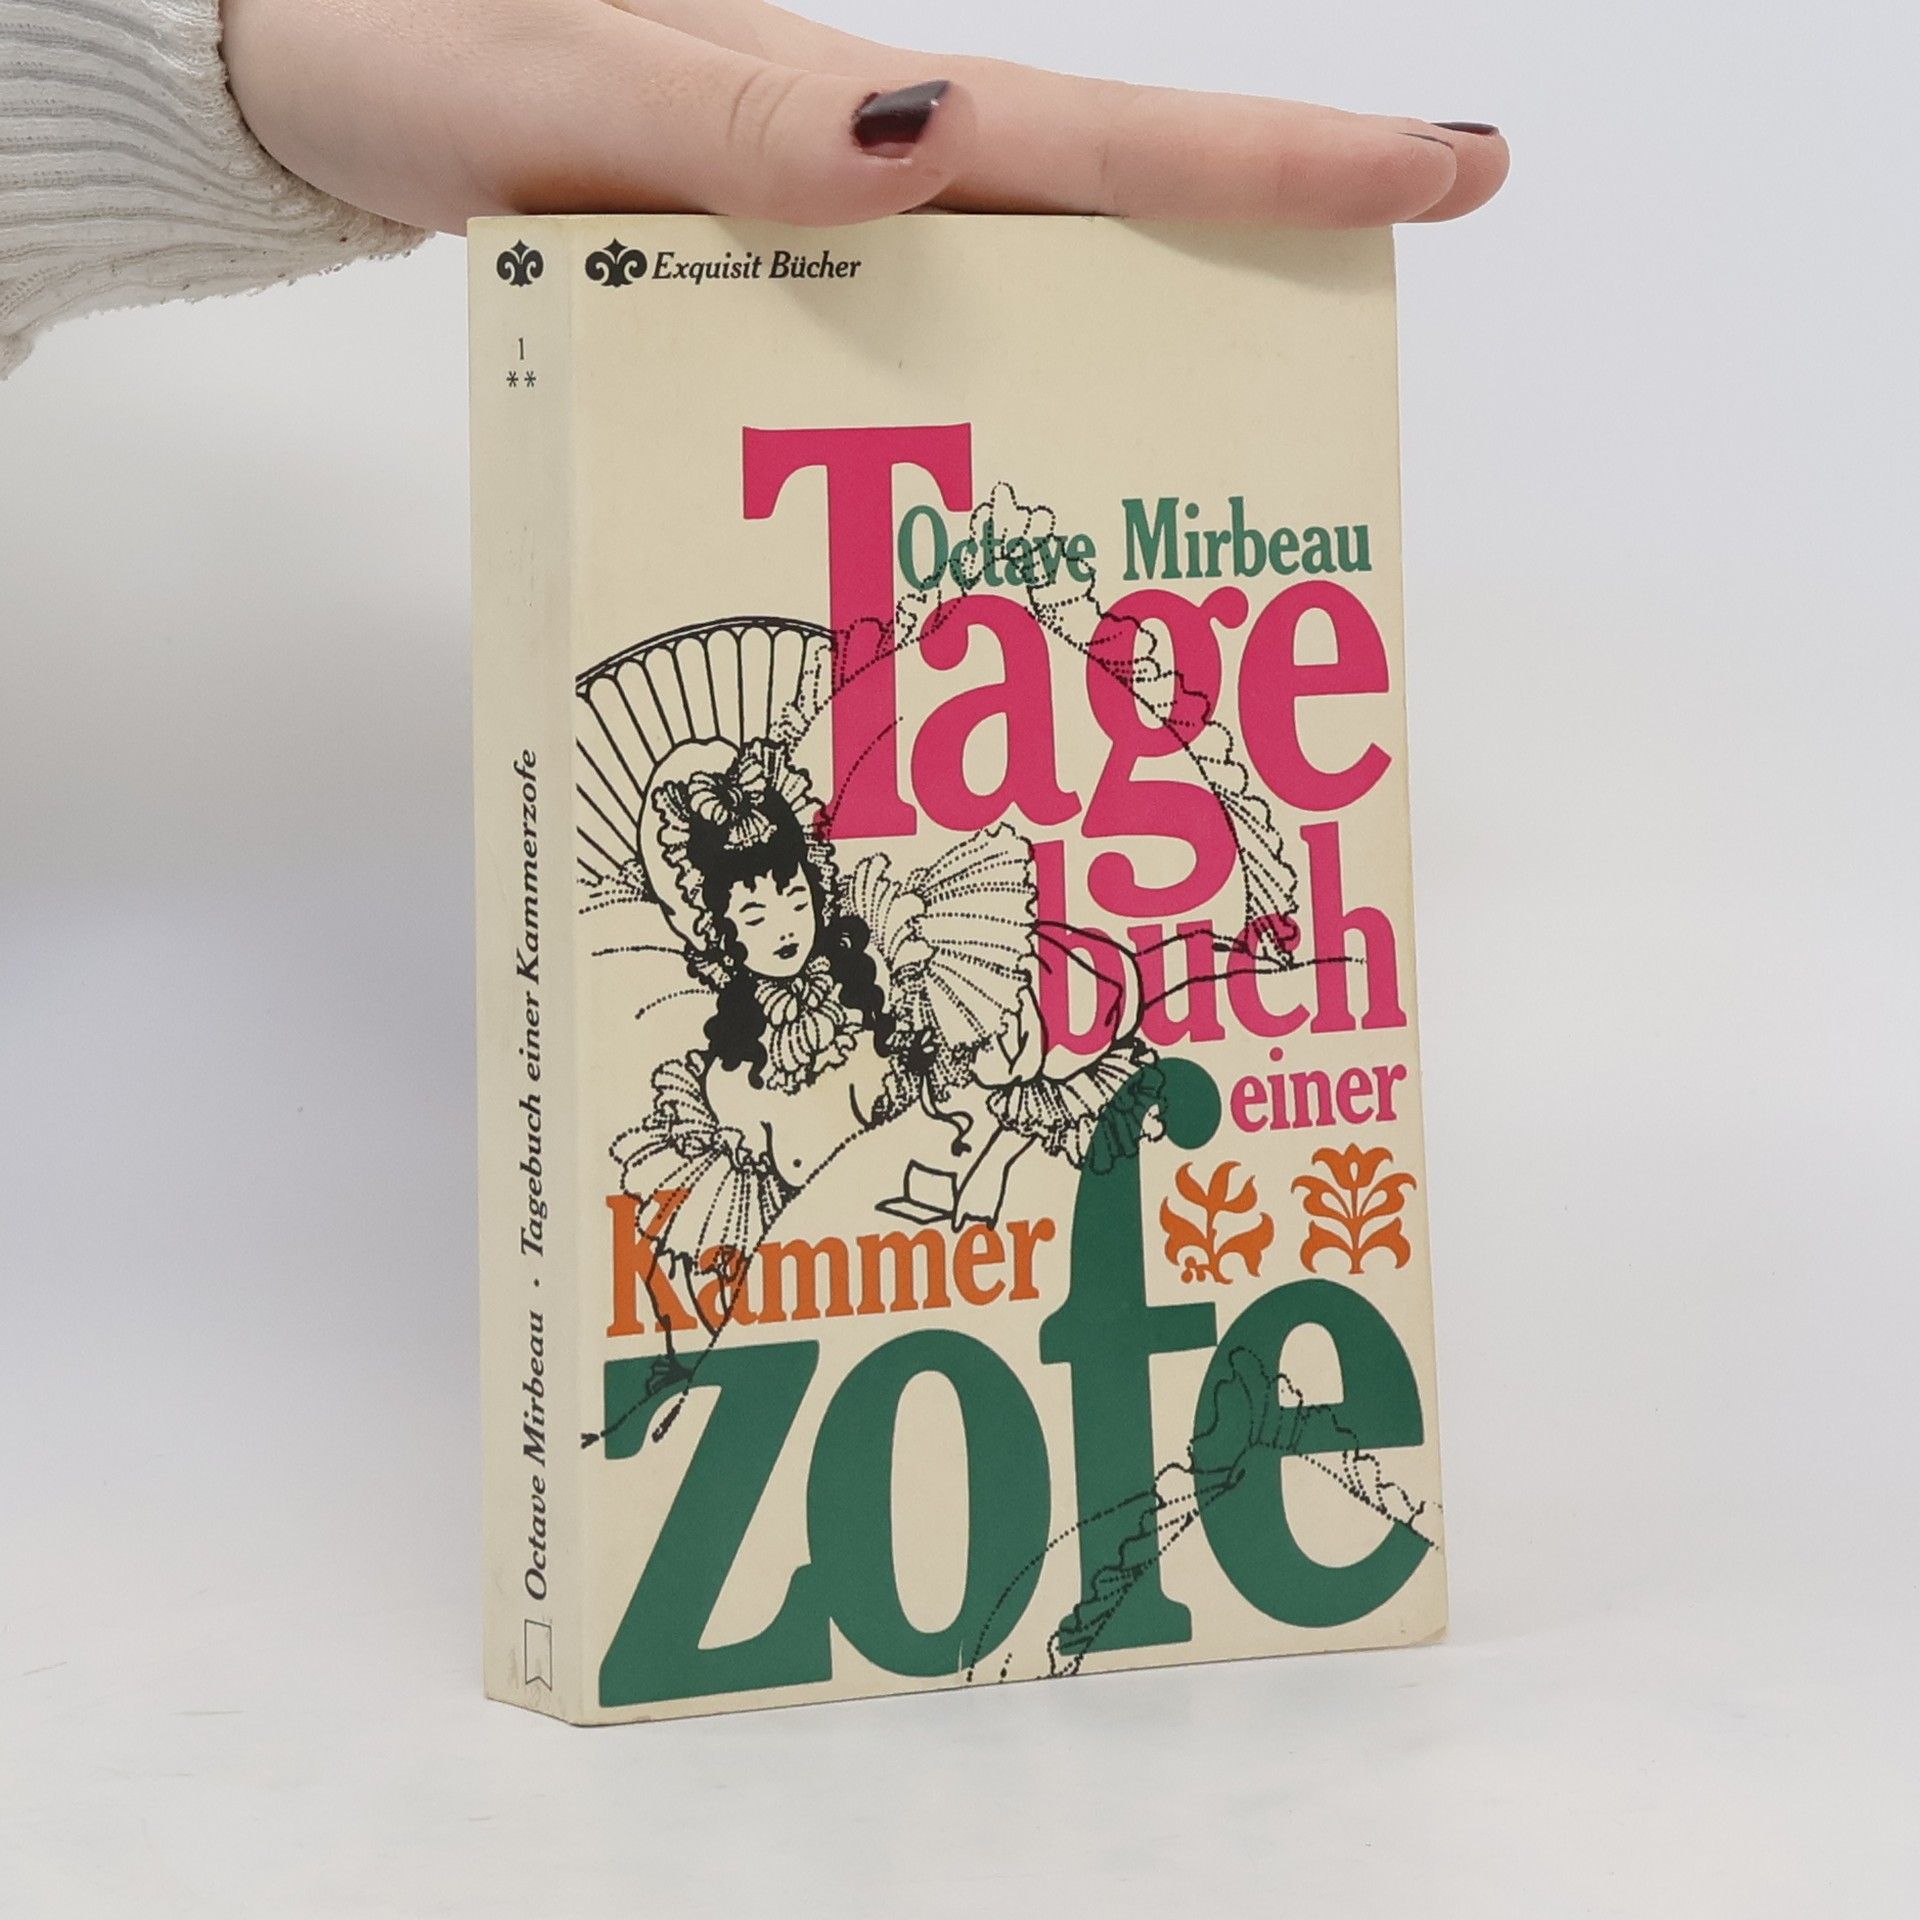 Exquisit Bücher
1
**
Octave Mirbeau · Tagebuch einer Kammerzofe
Octave Mirbeau
Tage
buch
einer
Kammer
zofe